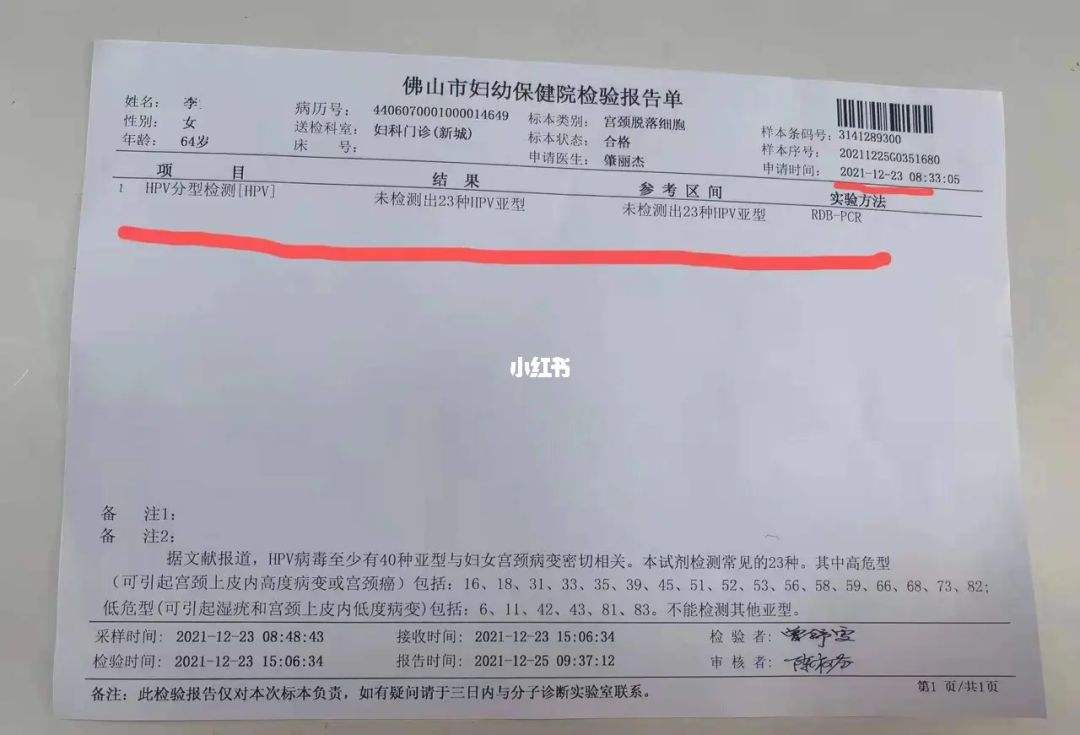 佛山市妇幼保健院检验报告单
姓名: 李
性别: 女
年龄: 64岁
病历号: 4406070001000014649
送检科室: 妇科门诊(新城)
床 号:
标本类别: 宫颈脱落细胞
标本状态: 合格
申请医生: 肇丽杰
样本条码号: 3141289300
样本序号: 20211225G0351680
申请时间: 2021-12-23 08:33:05
项 目 结 果 参考区间 实验方法
1 HPV分型检测[HPV] 未检测出23种HPV亚型 未检测出23种HPV亚型 RDB-PCR
小红书
备 注1:
备 注2:
据文献报道，HPV病毒至少有40种亚型与妇女宫颈病变密切相关。本试剂检测常见的23种。其中高危型
（可引起宫颈上皮内高度病变或宫颈癌）包括: 16、18、31、33、35、39、45、51、52、53、56、58、59、66、68、73、82;
低危型(可引起湿疣和宫颈上皮内低度病变)包括: 6、11、42、43、81、83。不能检测其他亚型。
采样时间: 2021-12-23 08:48:43 接收时间: 2021-12-23 15:06:34 检 验 者:
检验时间: 2021-12-23 15:06:34 报告时间: 2021-12-25 09:37:12 审 核 者:
备注: 此检验报告仅对本次标本负责，如有疑问请于三日内与分子诊断实验室联系。 第1 页/共1页